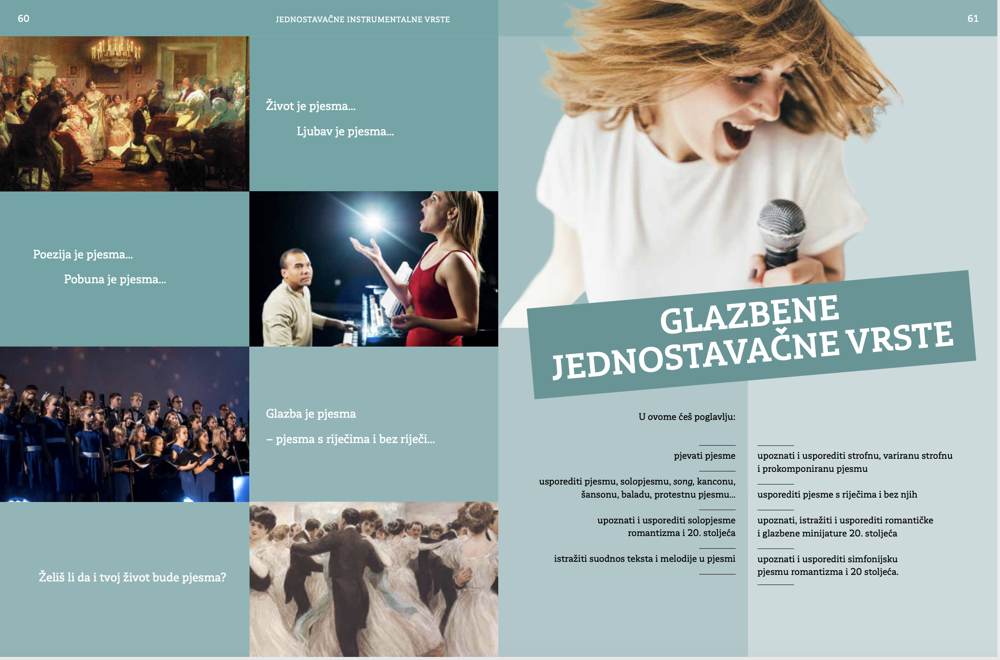 60
JEDNOSTAVAČNE INSTRUMENTALNE VRSTE
Život je pjesma...
Ljubav je pjesma...
Poezija je pjesma...
Pobuna je pjesma...
Glazba je pjesma
– pjesma s riječima i bez riječi...
Želiš li da i tvoj život bude pjesma?
61
GLAZBENE
JEDNOSTAVAČNE VRSTE
U ovome ćeš poglavlju:
pjevati pjesme
usporediti pjesmu, solopjesmu, song, kanconu,
šansonu, baladu, protestnu pjesmu...
upoznati i usporediti solopjesme
romantizma i 20. stoljeća
istražiti suodnos teksta i melodije u pjesmi
upoznati i usporediti strofnu, variranu strofnu
i prokomponiranu pjesmu
usporediti pjesme s riječima i bez njih
upoznati, istražiti i usporediti romantičke
i glazbene minijature 20. stoljeća
upoznati i usporediti simfonijsku
pjesmu romantizma i 20 stoljeća.